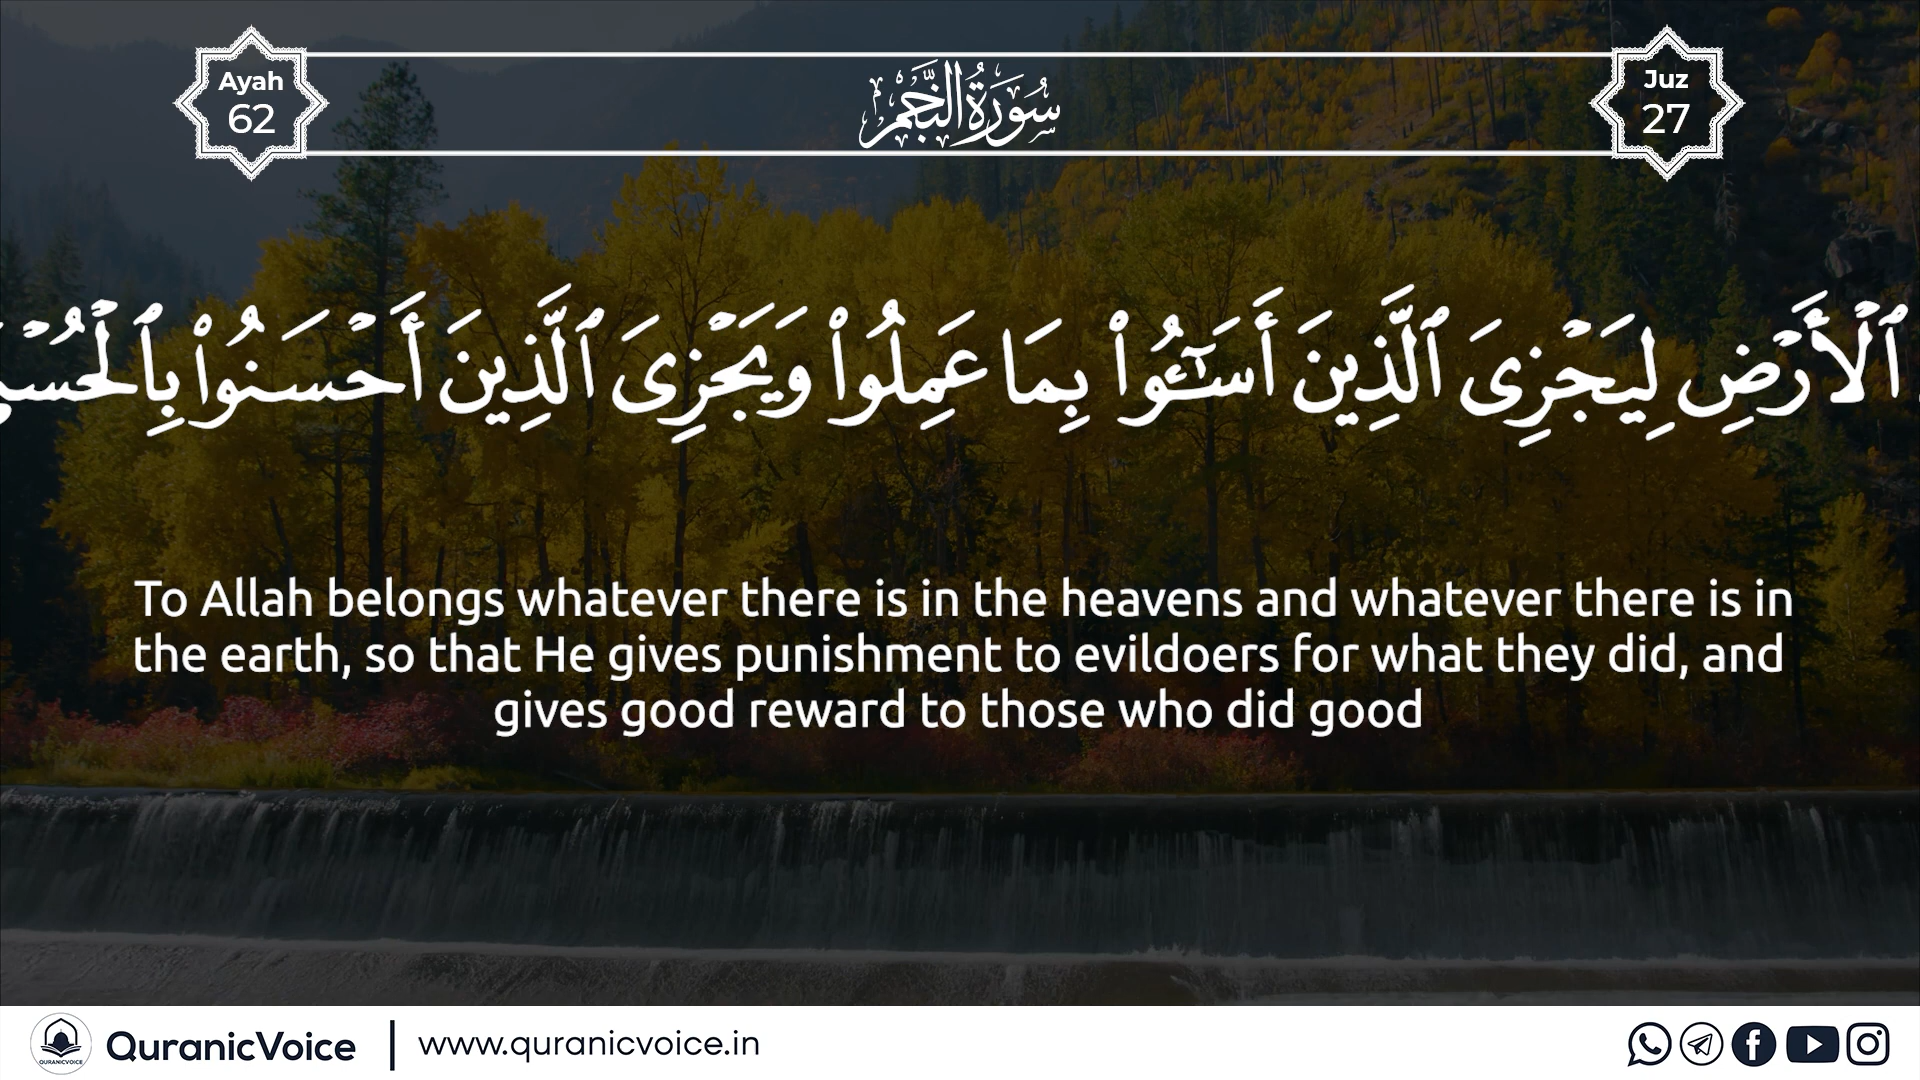 Ayah
62
سُورَةُ النَّجْمِ
Juz
27
ٱلْأَرْضِ لِيَجْزِىَ ٱلَّذِينَ أَسَـٰٓـُٔوا۟ بِمَا عَمِلُوا۟ وَيَجْزِىَ ٱلَّذِينَ أَحْسَنُوا۟
To Allah belongs whatever there is in the heavens and whatever there is in
the earth, so that He gives punishment to evildoers for what they did, and
gives good reward to those who did good
QURANICVOICE
QuranicVoice | www.quranicvoice.in